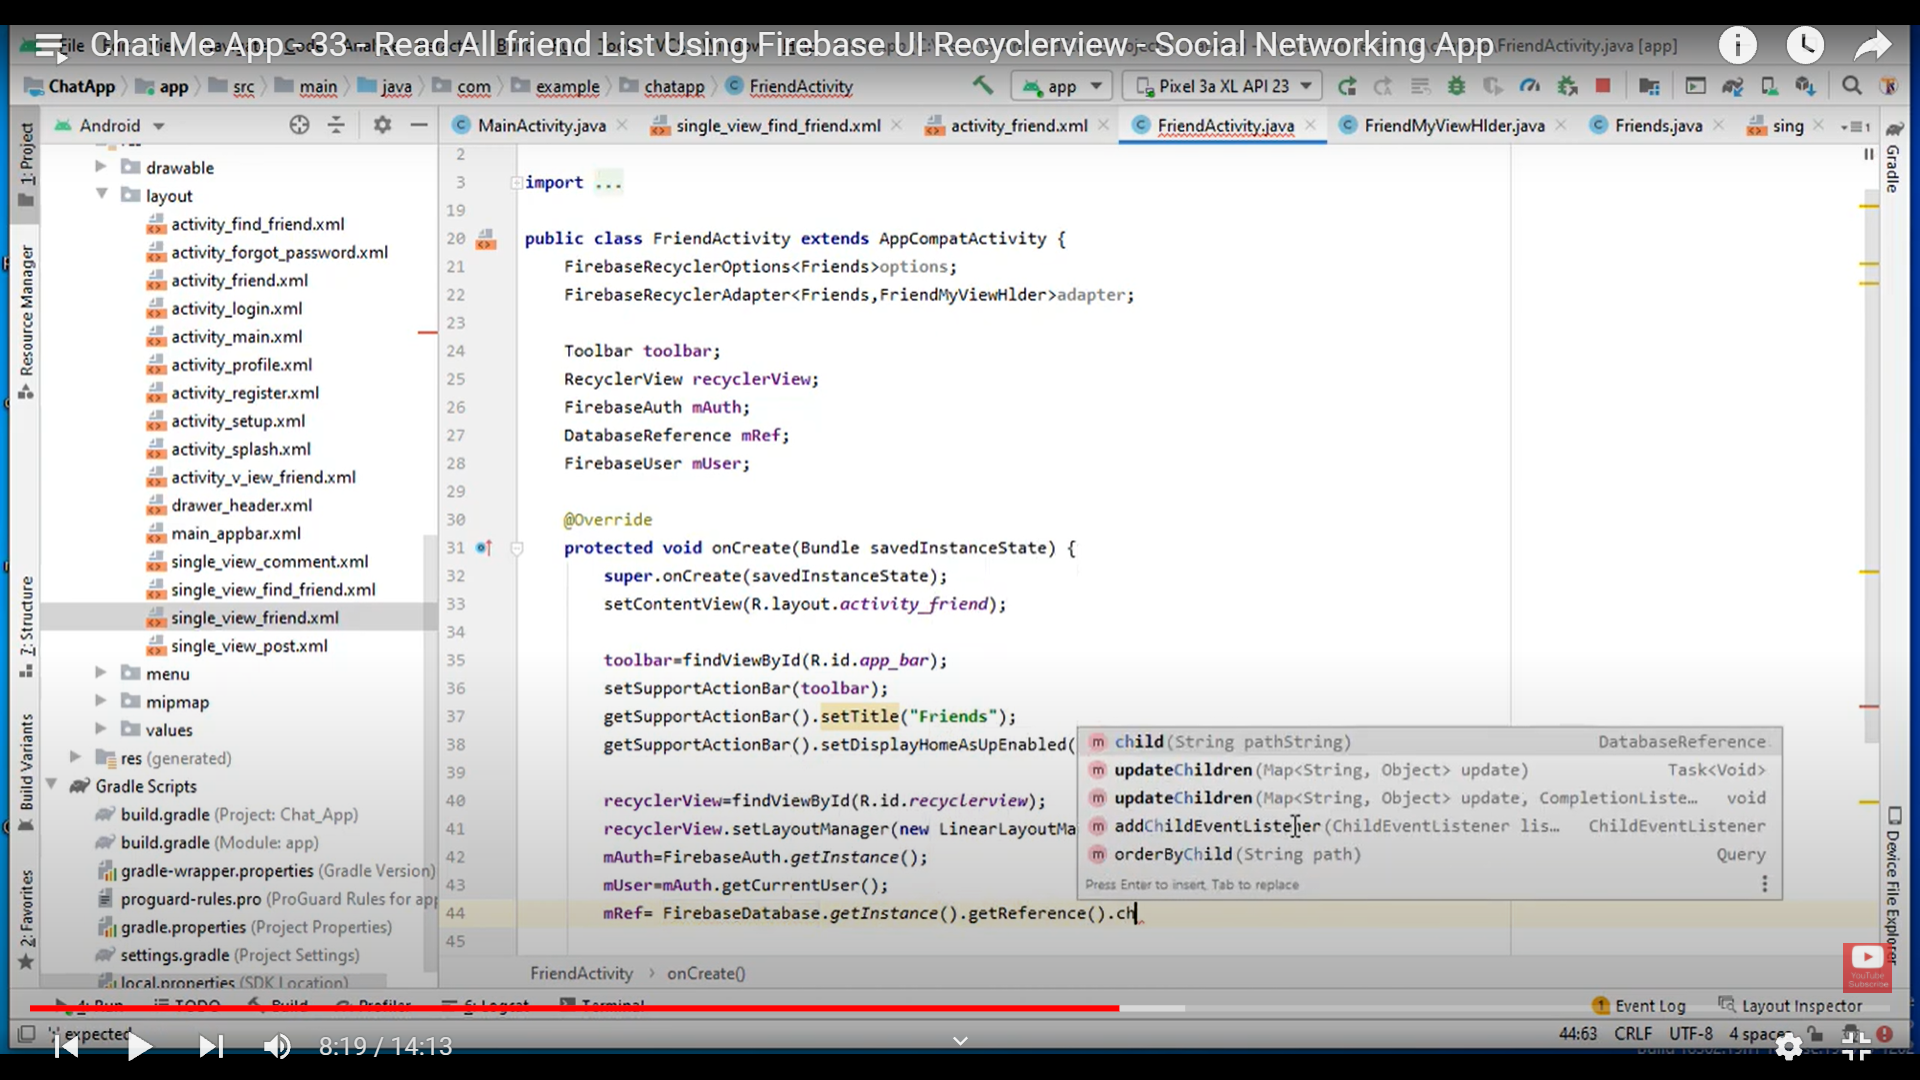 Chat Me App - 33 - Read All friend List Using Firebase UI Recyclerview - Social Networking App
FriendActivity.java [app]
ChatApp app src main java com example chatapp FriendActivity
app Pixel 3a XL API 23
Android
MainActivity.java single_view_find_friend.xml activity_friend.xml FriendActivity.java FriendMyViewHlder.java Friends.java sing
1: Project
Resource Manager
7: Structure
Build Variants
2: Favorites
drawable
layout
activity_find_friend.xml
activity_forgot_password.xml
activity_friend.xml
activity_login.xml
activity_main.xml
activity_profile.xml
activity_register.xml
activity_setup.xml
activity_splash.xml
activity_v_iew_friend.xml
drawer_header.xml
main_appbar.xml
single_view_comment.xml
single_view_find_friend.xml
single_view_friend.xml
single_view_post.xml
menu
mipmap
values
res (generated)
Gradle Scripts
build.gradle (Project: Chat_App)
build.gradle (Module: app)
gradle-wrapper.properties (Gradle Version)
proguard-rules.pro (ProGuard Rules for app
gradle.properties (Project Properties)
settings.gradle (Project Settings)
local.properties (SDK Location)
2
3 import ...
19
20 public class FriendActivity extends AppCompatActivity {
21 FirebaseRecyclerOptions<Friends>options;
22 FirebaseRecyclerAdapter<Friends,FriendMyViewHlder>adapter;
23
24 Toolbar toolbar;
25 RecyclerView recyclerView;
26 FirebaseAuth mAuth;
27 DatabaseReference mRef;
28 FirebaseUser mUser;
29
30 @Override
31 protected void onCreate(Bundle savedInstanceState) {
32 super.onCreate(savedInstanceState);
33 setContentView(R.layout.activity_friend);
34
35 toolbar=findViewById(R.id.app_bar);
36 setSupportActionBar(toolbar);
37 getSupportActionBar().setTitle("Friends");
38 getSupportActionBar().setDisplayHomeAsUpEnabled(
39
40 recyclerView=findViewById(R.id.recyclerview);
41 recyclerView.setLayoutManager(new LinearLayoutMa
42 mAuth=FirebaseAuth.getInstance();
43 mUser=mAuth.getCurrentUser();
44 mRef= FirebaseDatabase.getInstance().getReference().ch
45
child(String pathString) DatabaseReference
updateChildren(Map<String, Object> update) Task<Void>
updateChildren(Map<String, Object> update, CompletionListe… void
addChildEventListener(ChildEventListener lis… ChildEventListener
orderByChild(String path) Query
Press Enter to insert, Tab to replace
FriendActivity > onCreate()
Gradle
Device File Explorer
YouTube
Subscribe
4: Run TODO Build Profiler 6: Logcat Terminal
1 Event Log Layout Inspector
expected
44:63 CRLF UTF-8 4 spaces
8:19 / 14:13